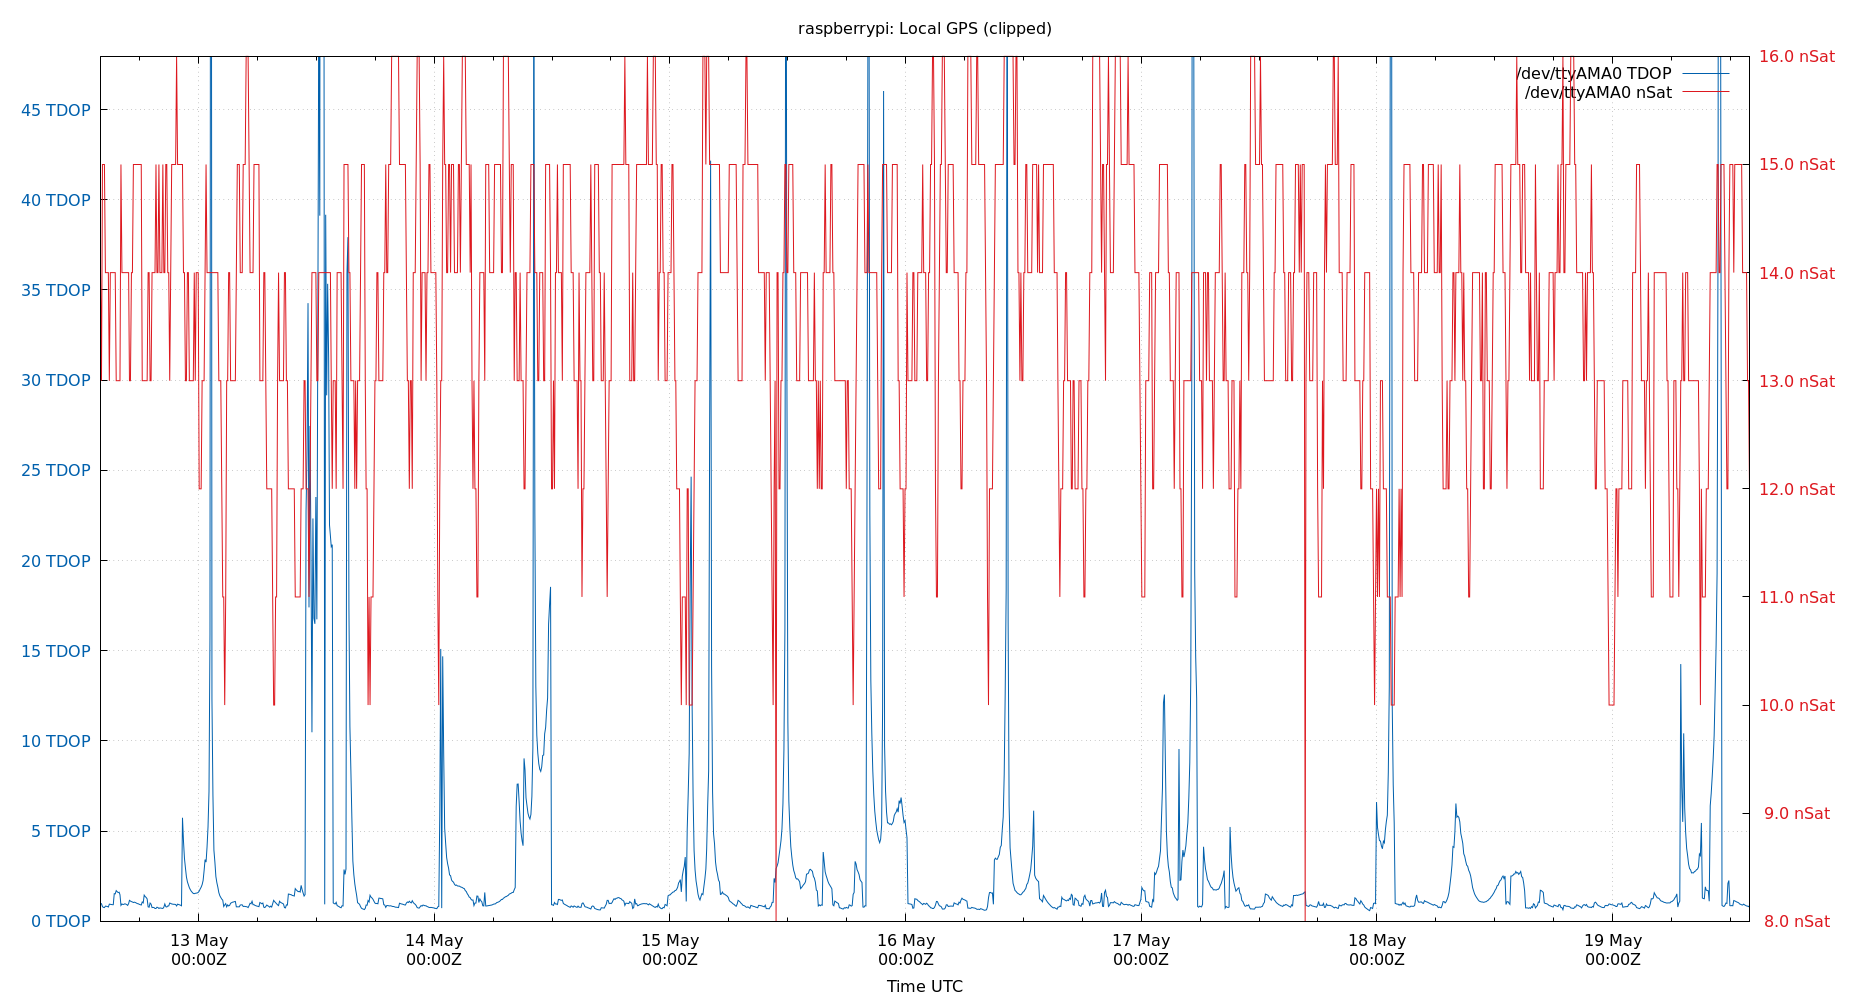 raspberrypi: Local GPS (clipped)
16.0 nSat
/dev/ttyAMA0 TDOP
/dev/ttyAMA0 nSat
45 TDOP
15.0 nSat
40 TDOP
14.0 nSat
35 TDOP
30 TDOP
13.0 nSat
25 TDOP
12.0 nSat
20 TDOP
11.0 nSat
15 TDOP
10.0 nSat
10 TDOP
9.0 nSat
5 TDOP
0 TDOP
8.0 nSat
13 May 14 May 15 May 16 May 17 May 18 May 19 May
00:00Z 00:00Z 00:00Z 00:00Z 00:00Z 00:00Z 00:00Z
Time UTC